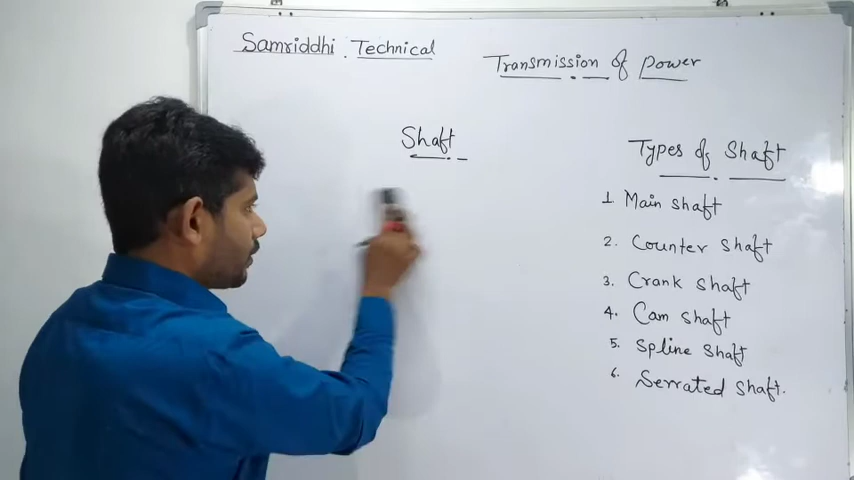 Samriddhi . Technical
Transmission of power
Shaft
Types of Shaft
1 Main shaft
2. Counter shaft
3. Crank shaft
4. Cam shaft
5. Spline shaft
6. Serrated shaft.